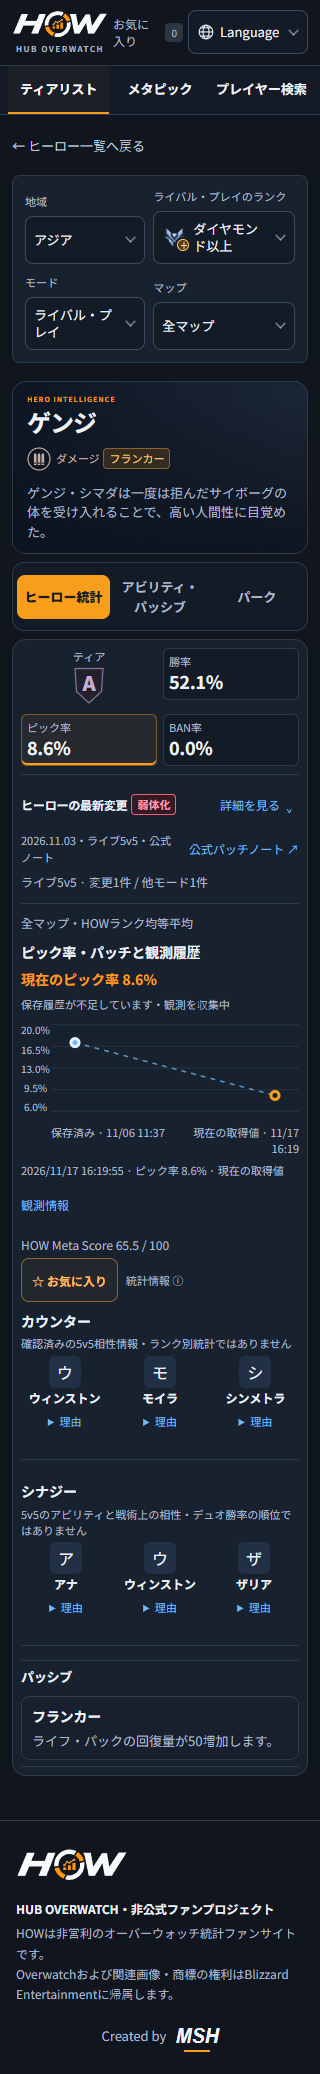 HOW
HUB OVERWATCH
お気に
入り
0
Language
ティアリスト
メタピック
プレイヤー検索
← ヒーロー一覧へ戻る
地域
アジア
ライバル・プレイのランク
ダイヤモン
ド以上
モード
ライバル・プ
レイ
マップ
全マップ
HERO INTELLIGENCE
ゲンジ
ダメージ
フランカー
ゲンジ・シマダは一度は拒んだサイボーグの
体を受け入れることで、高い人間性に目覚め
た。
ヒーロー統計
アビリティ・
パッシブ
パーク
ティア
A
勝率
52.1%
ピック率
8.6%
BAN率
0.0%
ヒーローの最新変更
弱体化
詳細を見る
2026.11.03・ライブ5v5・公式
ノート
公式パッチノート ↗
ライブ5v5 · 変更1件 / 他モード1件
全マップ・HOWランク均等平均
ピック率・パッチと観測履歴
現在のピック率 8.6%
保存履歴が不足しています・観測を収集中
20.0%
16.5%
13.0%
9.5%
6.0%
保存済み · 11/06 11:37
現在の取得値 · 11/17
16:19
2026/11/17 16:19:55 · ピック率 8.6% · 現在の取得値
観測情報
HOW Meta Score 65.5 / 100
☆ お気に入り
統計情報 ⓘ
カウンター
確認済みの5v5相性情報・ランク別統計ではありません
ウ
モ
シ
ウィンストン
モイラ
シンメトラ
▶ 理由
▶ 理由
▶ 理由
シナジー
5v5のアビリティと戦術上の相性・デュオ勝率の順位で
はありません
ア
ウ
ザ
アナ
ウィンストン
ザリア
▶ 理由
▶ 理由
▶ 理由
パッシブ
フランカー
ライフ・パックの回復量が50増加します。
HOW
HUB OVERWATCH・非公式ファンプロジェクト
HOWは非営利のオーバーウォッチ統計ファンサイト
です。
Overwatchおよび関連画像・商標の権利はBlizzard
Entertainmentに帰属します。
Created by MSH